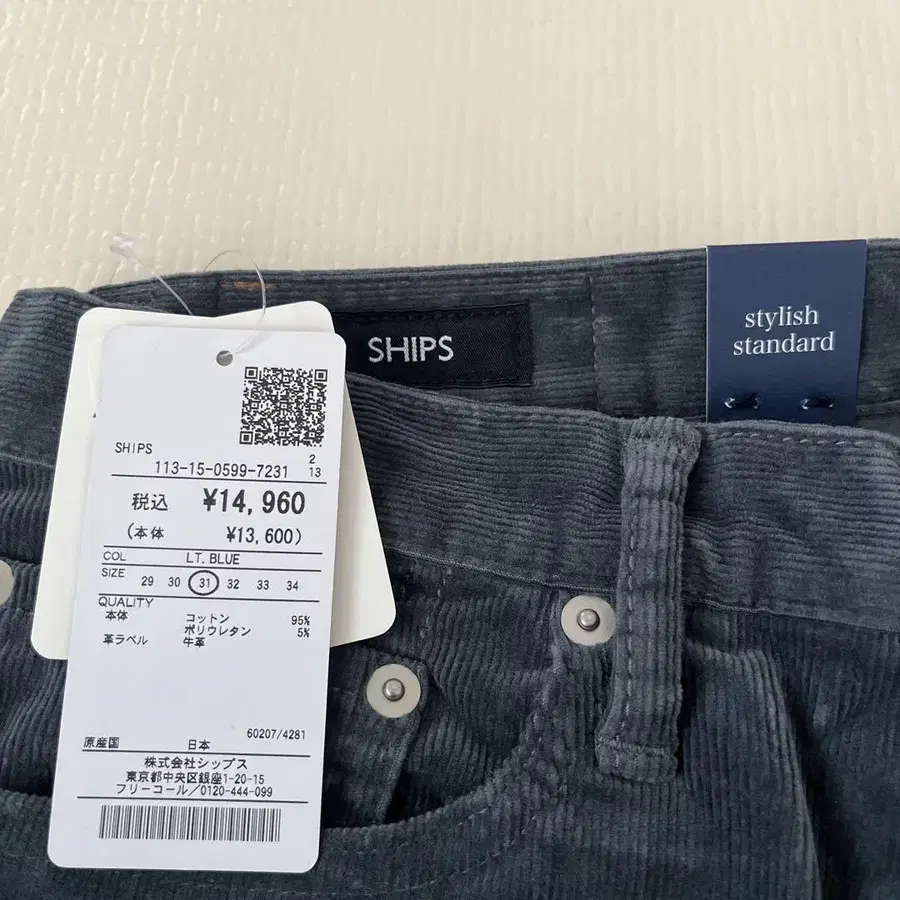 SHIPS
stylish
standard
SHIPS
113-15-0599-7231
2
13
税込 ¥14,960
(本体 ¥13,600)
COL LT. BLUE
SIZE 29 30 31 32 33 34
QUALITY
本体 コットン 95%
ポリウレタン 5%
革ラベル 牛革
60207/4281
原産国 日本
株式会社シップス
東京都中央区銀座1-20-15
フリーコール/0120-444-099